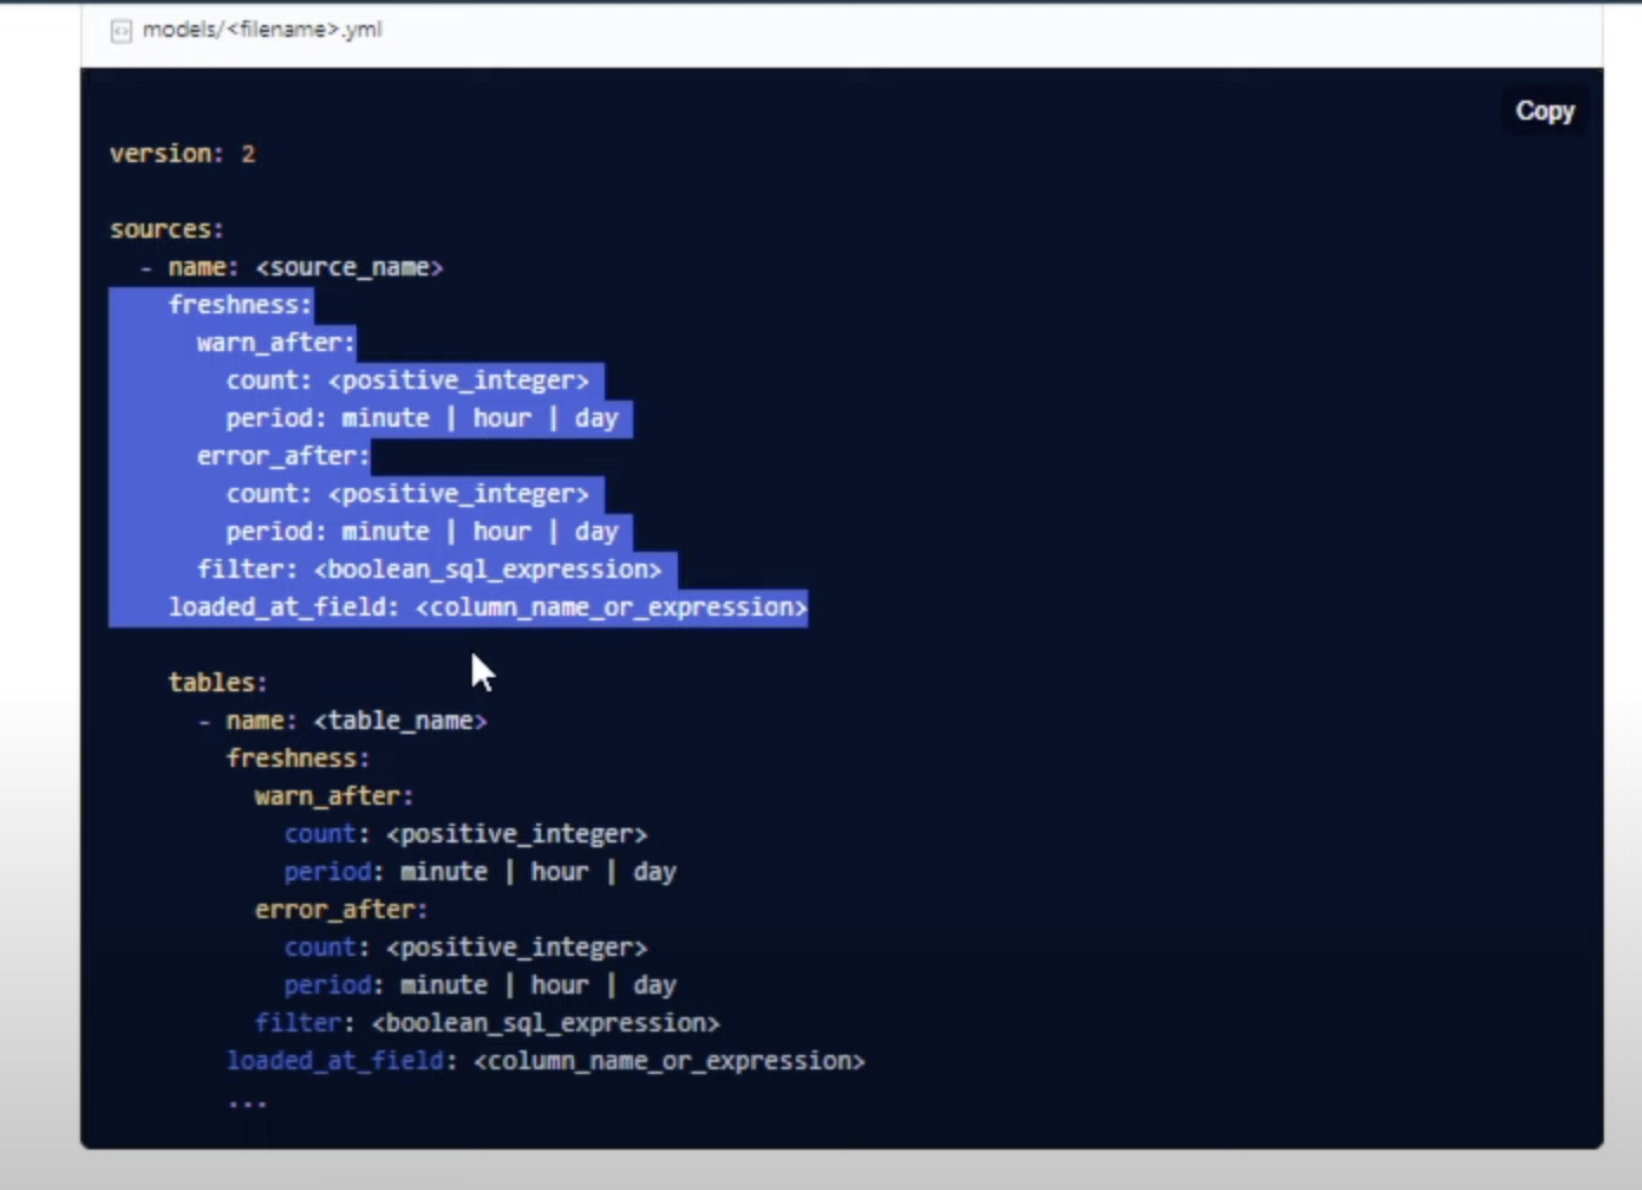 models/<filename>.yml
Copy
version: 2
sources:
  - name: <source_name>
    freshness:
      warn_after:
        count: <positive_integer>
        period: minute | hour | day
      error_after:
        count: <positive_integer>
        period: minute | hour | day
      filter: <boolean_sql_expression>
    loaded_at_field: <column_name_or_expression>
    tables:
      - name: <table_name>
        freshness:
          warn_after:
            count: <positive_integer>
            period: minute | hour | day
          error_after:
            count: <positive_integer>
            period: minute | hour | day
          filter: <boolean_sql_expression>
        loaded_at_field: <column_name_or_expression>
        ...